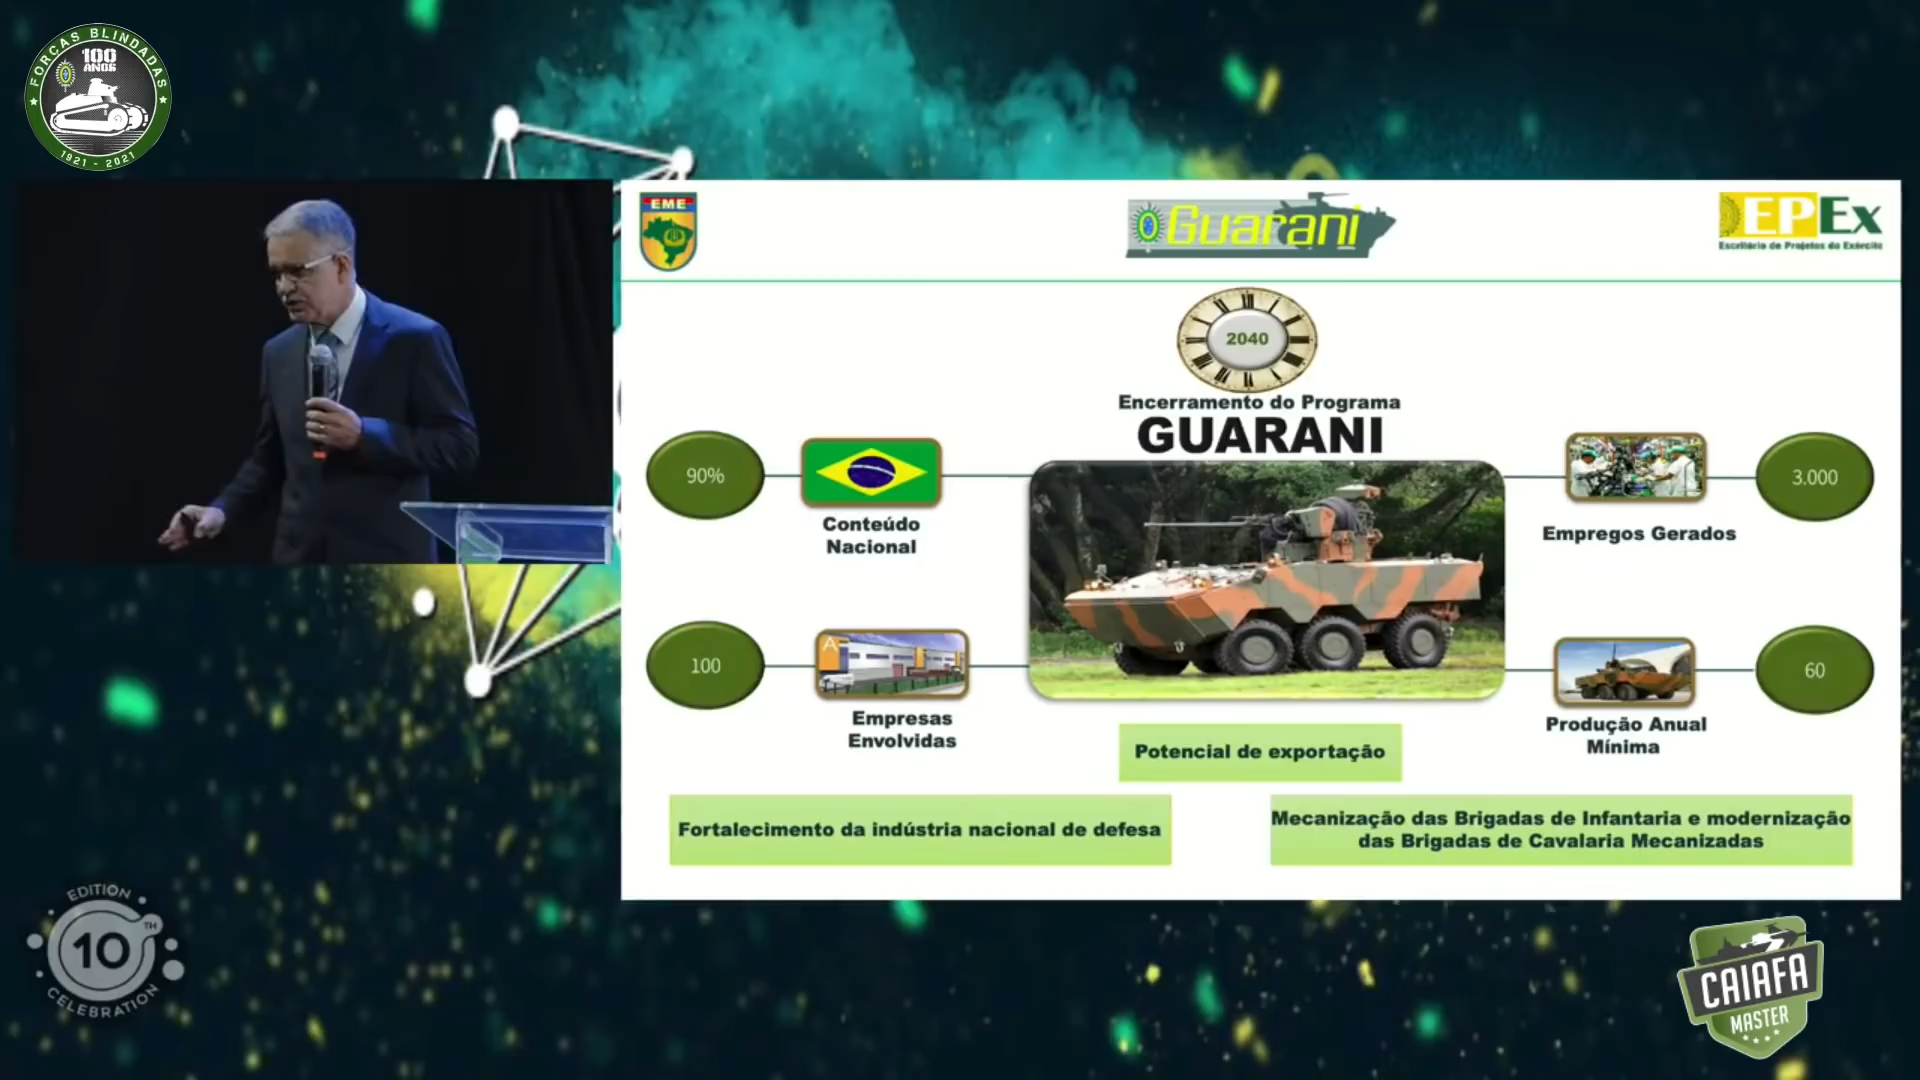 FORÇAS BLINDADAS
100
ANOS
1921 - 2021
EME
Guarani
EPEx
Escritório de Projetos do Exército
2040
Encerramento do Programa
GUARANI
90%
Conteúdo
Nacional
3.000
Empregos Gerados
100
A
Empresas
Envolvidas
60
Produção Anual
Mínima
Potencial de exportação
Fortalecimento da indústria nacional de defesa
Mecanização das Brigadas de Infantaria e modernização
das Brigadas de Cavalaria Mecanizadas
EDITION
10TH
CELEBRATION
CAIAFA
MASTER